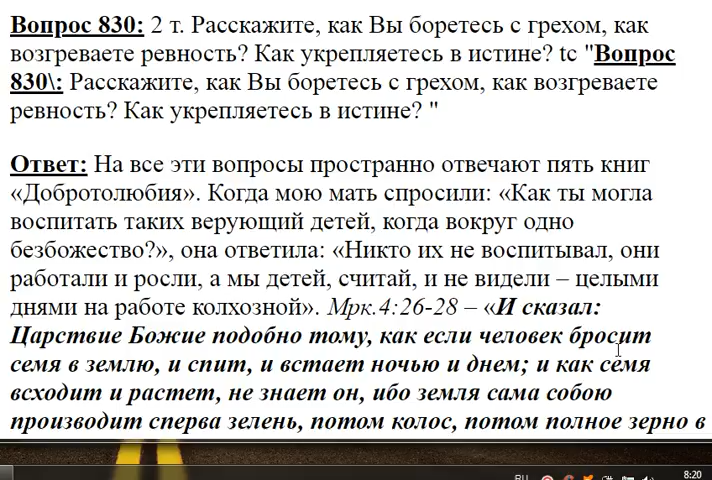 Вопрос 830: 2 т. Расскажите, как Вы боретесь с грехом, как
возгреваете ревность? Как укрепляетесь в истине? tc "Вопрос
830\: Расскажите, как Вы боретесь с грехом, как возгреваете
ревность? Как укрепляетесь в истине? "
Ответ: На все эти вопросы пространно отвечают пять книг
«Добротолюбия». Когда мою мать спросили: «Как ты могла
воспитать таких верующий детей, когда вокруг одно
безбожество?», она ответила: «Никто их не воспитывал, они
работали и росли, а мы детей, считай, и не видели – целыми
днями на работе колхозной». Мрк.4:26-28 – «И сказал:
Царствие Божие подобно тому, как если человек бросит
семя в землю, и спит, и встает ночью и днем; и как семя
всходит и растет, не знает он, ибо земля сама собою
производит сперва зелень, потом колос, потом полное зерно в
RU
8:20